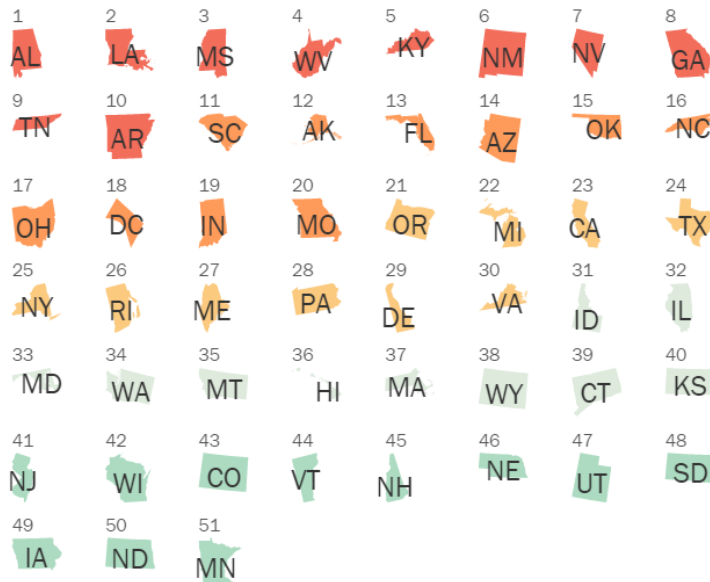 1 2 3 4 5 6 7 8
AL LA MS WV KY NM NV GA
9 10 11 12 13 14 15 16
TN AR SC AK FL AZ OK NC
17 18 19 20 21 22 23 24
OH DC IN MO OR MI CA TX
25 26 27 28 29 30 31 32
NY RI ME PA DE VA ID IL
33 34 35 36 37 38 39 40
MD WA MT HI MA WY CT KS
41 42 43 44 45 46 47 48
NJ WI CO VT NH NE UT SD
49 50 51
IA ND MN